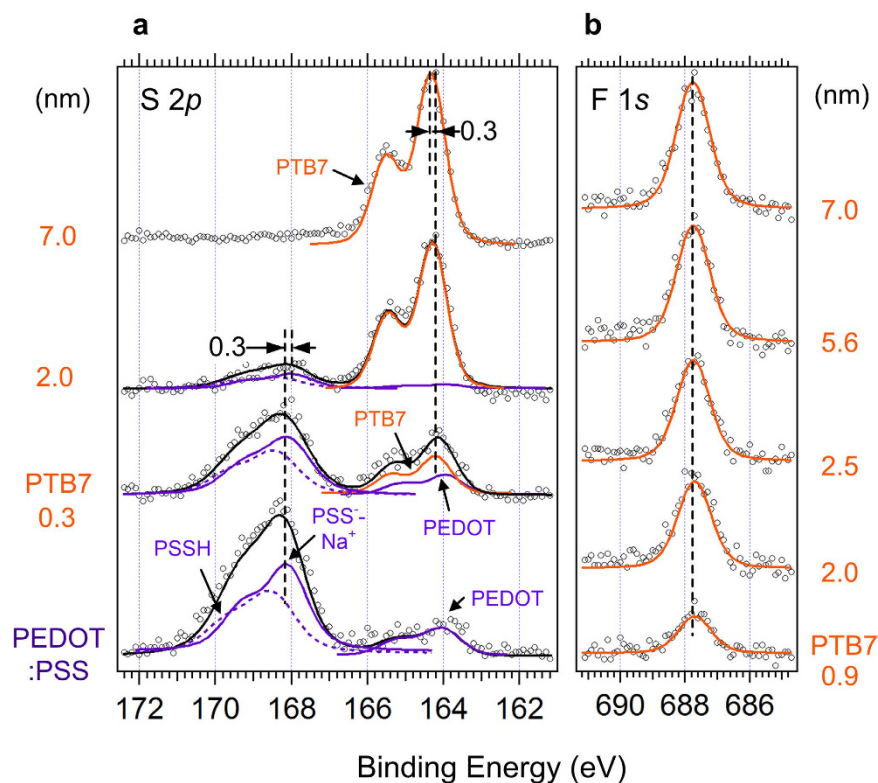 a
b
(nm)
S 2p
F 1s
(nm)
0.3
PTB7
7.0
7.0
0.3
5.6
2.0
PTB7
PTB7
0.3
2.5
PSS⁻-
Na⁺
PEDOT
PSSH
2.0
PEDOT
PEDOT
:PSS
PTB7
0.9
172 170 168 166 164 162
690 688 686
Binding Energy (eV)